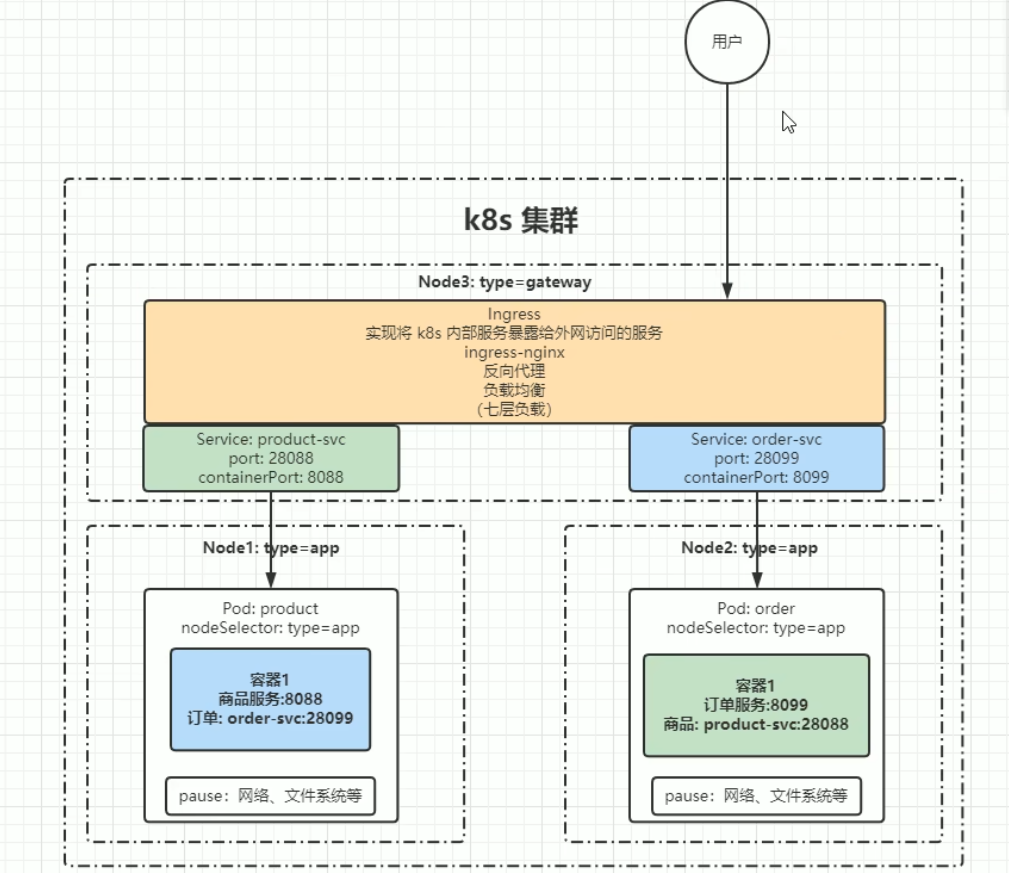 用户
k8s 集群
Node3: type=gateway
Ingress
实现将 k8s 内部服务暴露给外网访问的服务
ingress-nginx
反向代理
负载均衡
（七层负载）
Service: product-svc
port: 28088
containerPort: 8088
Service: order-svc
port: 28099
containerPort: 8099
Node1: type=app
Pod: product
nodeSelector: type=app
容器1
商品服务:8088
订单: order-svc:28099
pause：网络、文件系统等
Node2: type=app
Pod: order
nodeSelector: type=app
容器1
订单服务:8099
商品: product-svc:28088
pause：网络、文件系统等